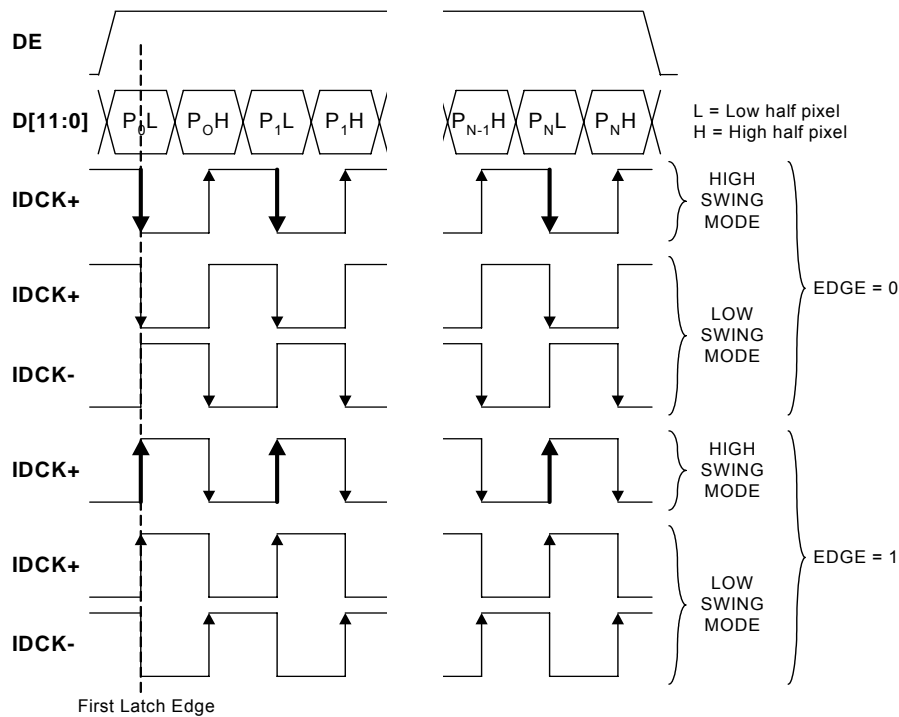 DE
D[11:0]
P0L
POH
P1L
P1H
PN-1H
PNL
PNH
L = Low half pixel
H = High half pixel
IDCK+
HIGH
SWING
MODE
IDCK+
LOW
SWING
MODE
IDCK-
EDGE = 0
IDCK+
HIGH
SWING
MODE
IDCK+
LOW
SWING
MODE
IDCK-
EDGE = 1
First Latch Edge